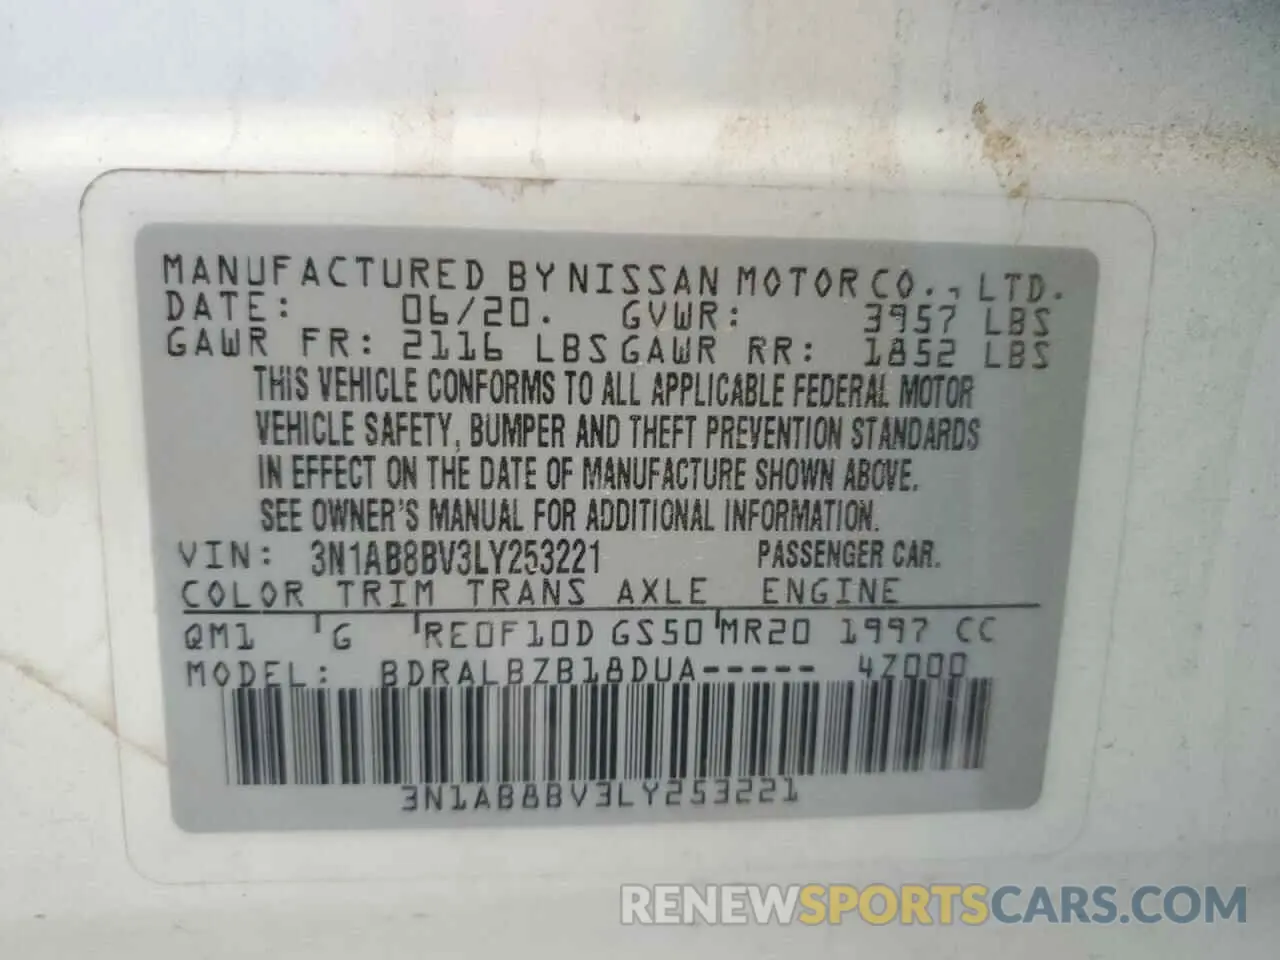 MANUFACTURED BY NISSAN MOTOR CO., LTD.
DATE: 06/20. GVWR: 3957 LBS
GAWR FR: 2116 LBS GAWR RR: 1852 LBS
THIS VEHICLE CONFORMS TO ALL APPLICABLE FEDERAL MOTOR
VEHICLE SAFETY, BUMPER AND THEFT PREVENTION STANDARDS
IN EFFECT ON THE DATE OF MANUFACTURE SHOWN ABOVE.
SEE OWNER'S MANUAL FOR ADDITIONAL INFORMATION.
VIN: 3N1AB8BV3LY253221 PASSENGER CAR.
COLOR TRIM TRANS AXLE ENGINE
QM1 G RE0F10D GS50 MR20 1997 CC
MODEL: BDRALBZB18DUA----- 4Z000
3N1AB8BV3LY253221
RENEWSPORTSCARS.COM